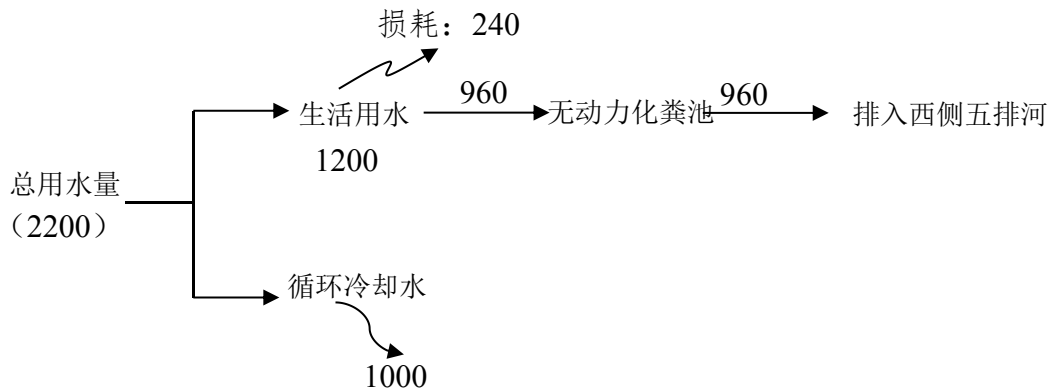 损耗：240
生活用水
960
无动力化粪池
960
排入西侧五排河
1200
总用水量
（2200）
循环冷却水
1000